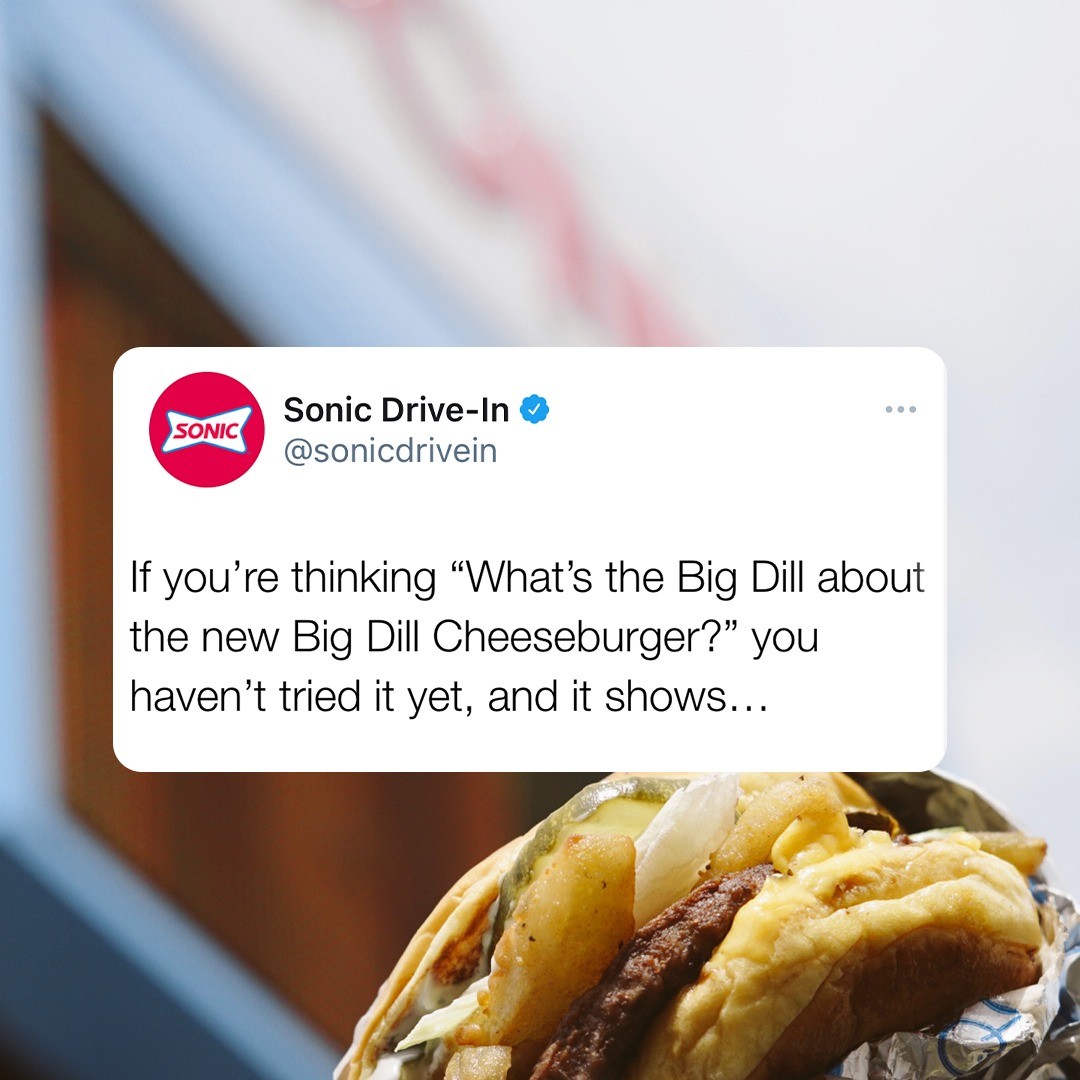 SONIC
Sonic Drive-In
@sonicdrivein
If you’re thinking “What’s the Big Dill about
the new Big Dill Cheeseburger?” you
haven’t tried it yet, and it shows…